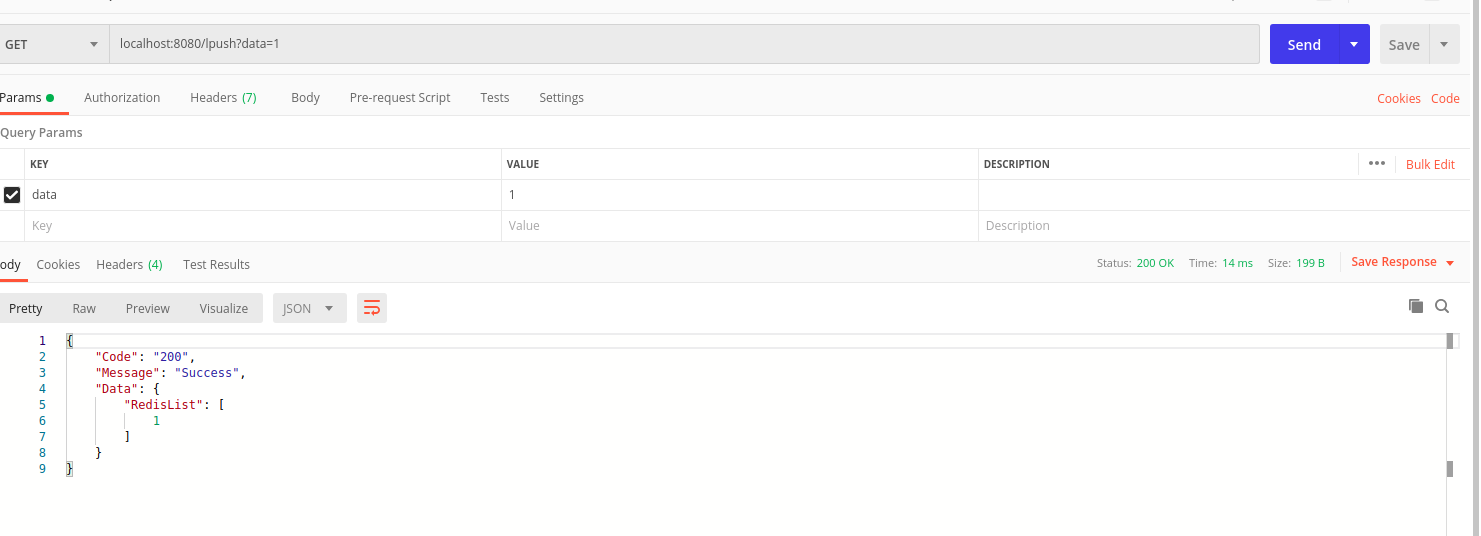 GET localhost:8080/lpush?data=1 Send Save
Params Authorization Headers (7) Body Pre-request Script Tests Settings Cookies Code
Query Params
KEY VALUE DESCRIPTION ••• Bulk Edit
data 1
Key Value Description
ody Cookies Headers (4) Test Results Status: 200 OK Time: 14 ms Size: 199 B Save Response
Pretty Raw Preview Visualize JSON
1 {
2 "Code": "200",
3 "Message": "Success",
4 "Data": {
5 "RedisList": [
6 1
7 ]
8 }
9 }